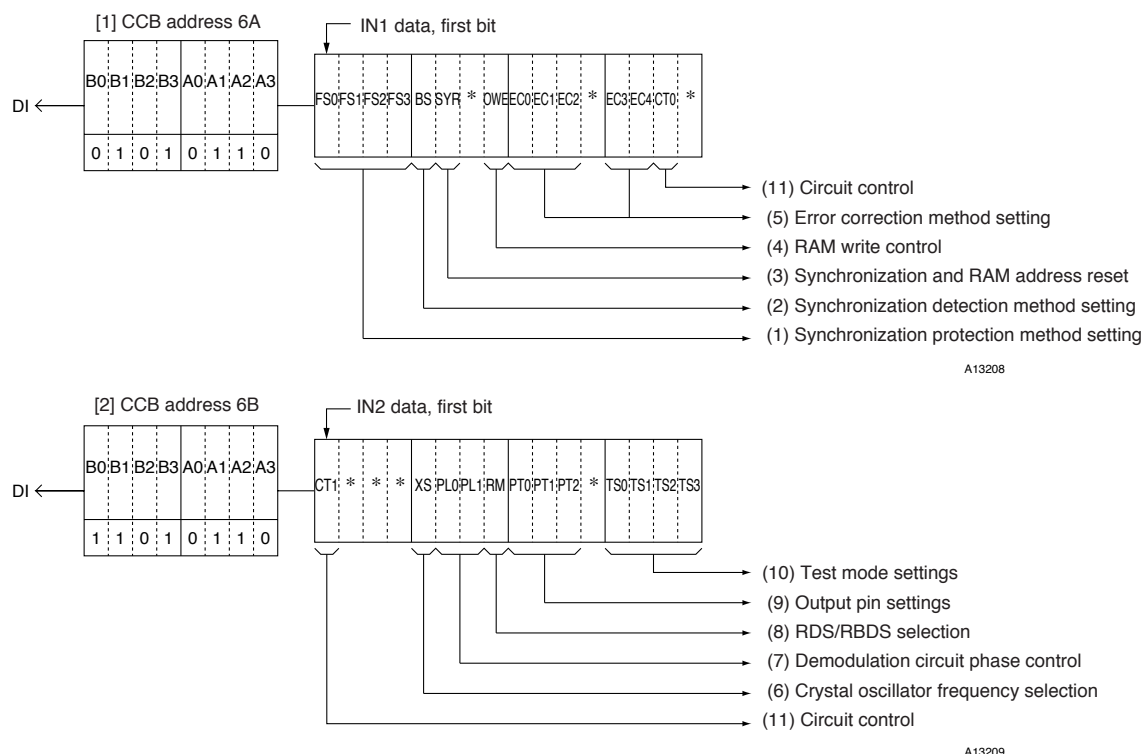 [1] CCB address 6A
IN1 data, first bit
DI
B0 B1 B2 B3 A0 A1 A2 A3
0 1 0 1 0 1 1 0
FS0 FS1 FS2 FS3 BS SYR * OWE EC0 EC1 EC2 * EC3 EC4 CT0 *
(11) Circuit control
(5) Error correction method setting
(4) RAM write control
(3) Synchronization and RAM address reset
(2) Synchronization detection method setting
(1) Synchronization protection method setting
A13208
[2] CCB address 6B
IN2 data, first bit
DI
B0 B1 B2 B3 A0 A1 A2 A3
1 1 0 1 0 1 1 0
CT1 * * * XS PL0 PL1 RM PT0 PT1 PT2 * TS0 TS1 TS2 TS3
(10) Test mode settings
(9) Output pin settings
(8) RDS/RBDS selection
(7) Demodulation circuit phase control
(6) Crystal oscillator frequency selection
(11) Circuit control
A13209